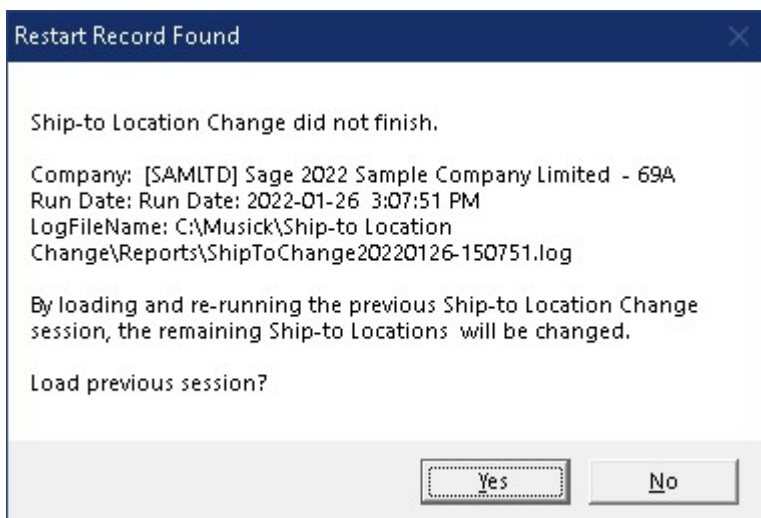 Restart Record Found
Ship-to Location Change did not finish.
Company:  [SAMLTD] Sage 2022 Sample Company Limited  - 69A
Run Date: Run Date: 2022-01-26  3:07:51 PM
LogFileName: C:\Musick\Ship-to Location
Change\Reports\ShipToChange20220126-150751.log
By loading and re-running the previous Ship-to Location Change
session, the remaining Ship-to Locations  will be changed.
Load previous session?
Yes
No